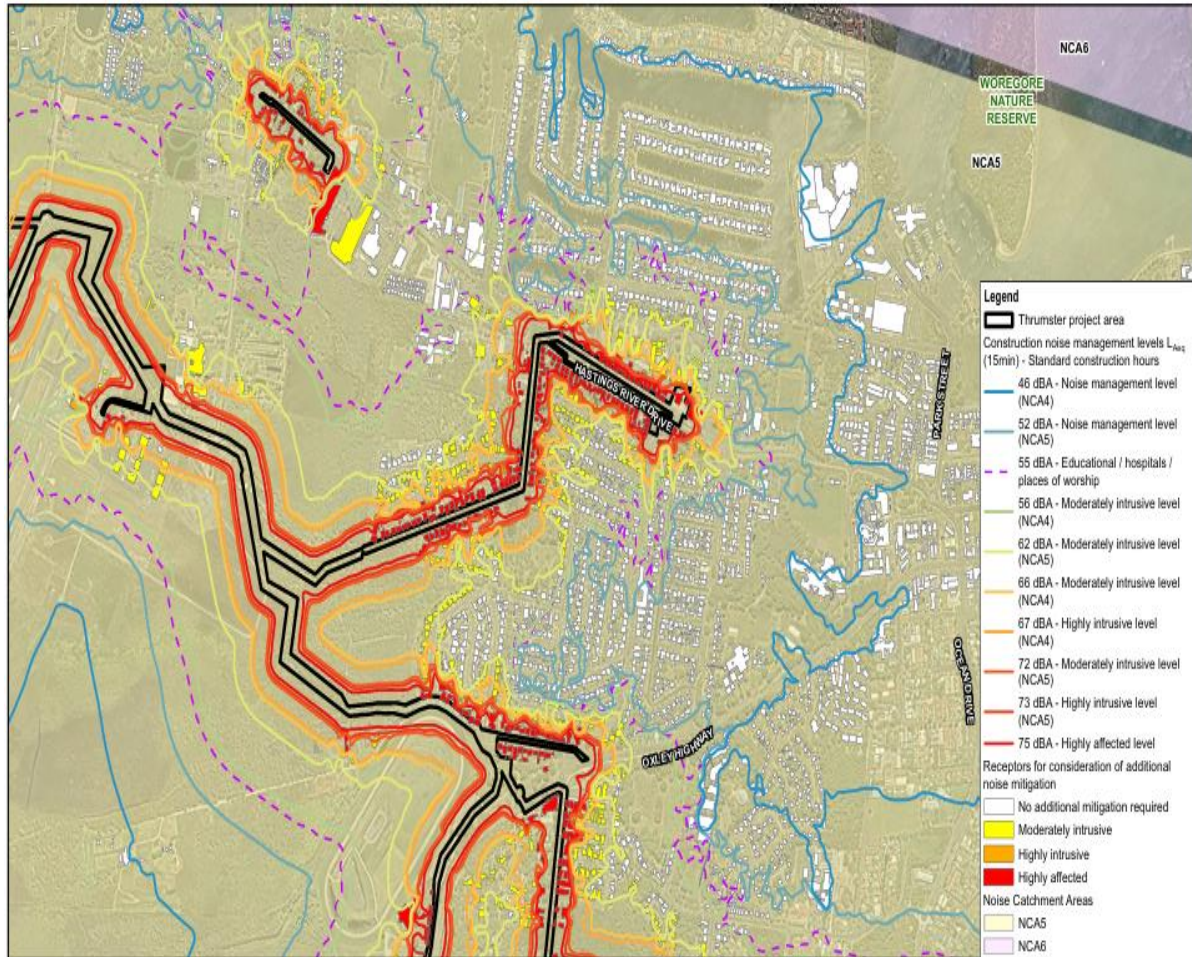 NCA6
WOREGORE
NATURE
RESERVE
NCA5
HASTINGS RIVER DRIVE
PARK STREET
OCEAN DRIVE
OXLEY HIGHWAY
Legend
Thrumster project area
Construction noise management levels LAeq
(15min) - Standard construction hours
46 dBA - Noise management level
(NCA4)
52 dBA - Noise management level
(NCA5)
55 dBA - Educational / hospitals /
places of worship
56 dBA - Moderately intrusive level
(NCA4)
62 dBA - Moderately intrusive level
(NCA5)
66 dBA - Moderately intrusive level
(NCA4)
67 dBA - Highly intrusive level
(NCA4)
72 dBA - Moderately intrusive level
(NCA5)
73 dBA - Highly intrusive level
(NCA5)
75 dBA - Highly affected level
Receptors for consideration of additional
noise mitigation
No additional mitigation required
Moderately intrusive
Highly intrusive
Highly affected
Noise Catchment Areas
NCA5
NCA6